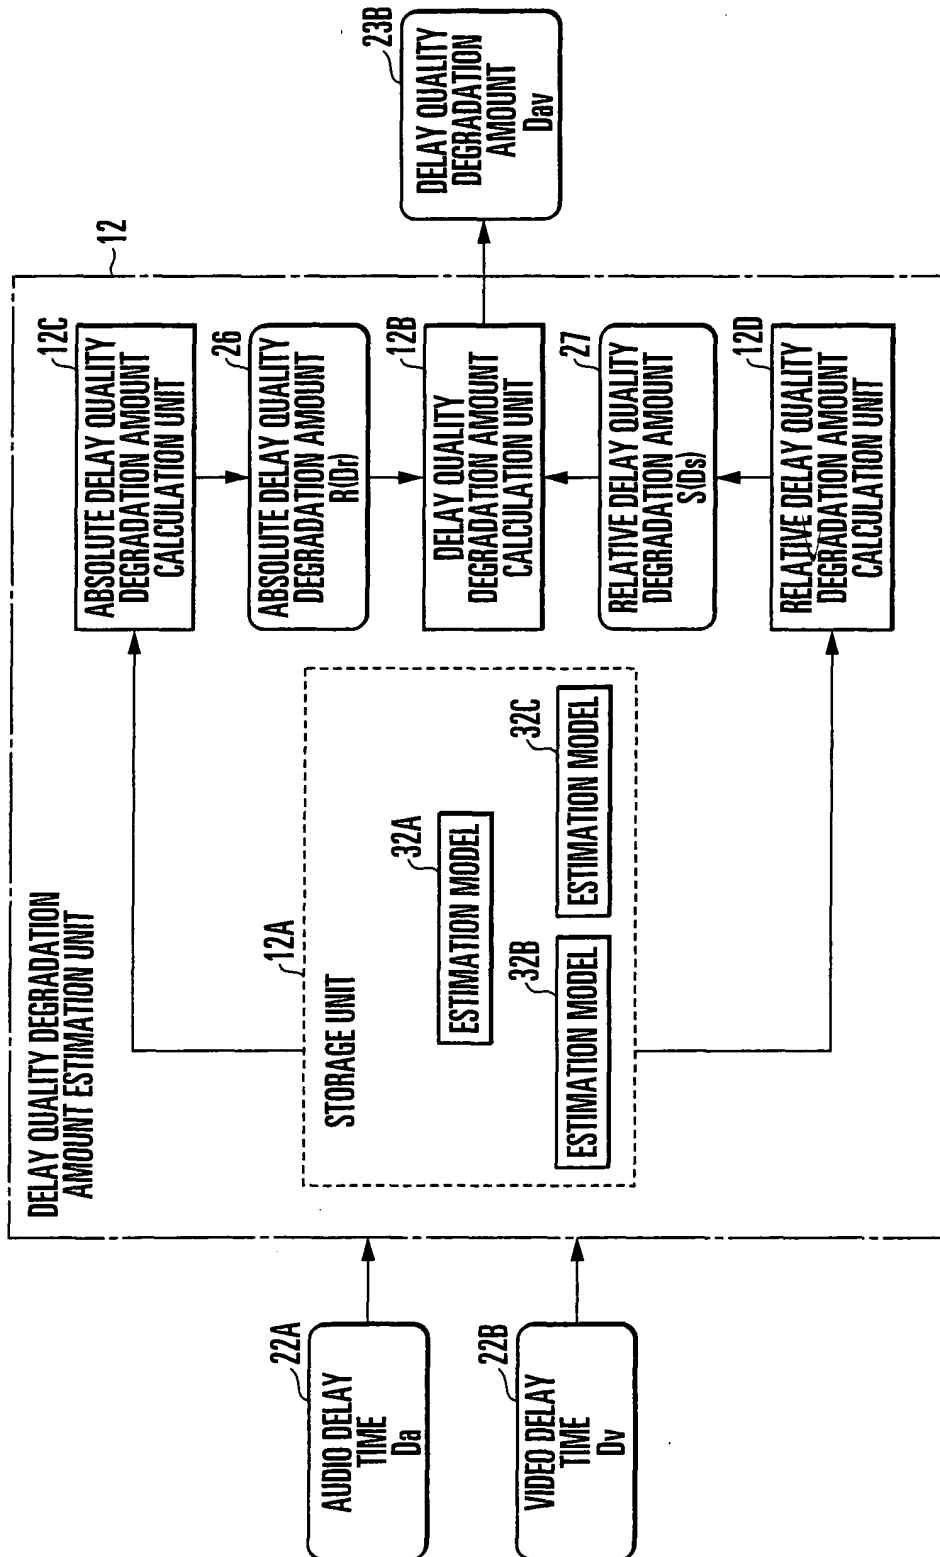 DELAY QUALITY DEGRADATION
AMOUNT ESTIMATION UNIT
12
22A
AUDIO DELAY
TIME
Da
22B
VIDEO DELAY
TIME
Dv
12A
STORAGE UNIT
32A
ESTIMATION MODEL
32B
ESTIMATION MODEL
32C
ESTIMATION MODEL
12C
ABSOLUTE DELAY QUALITY
DEGRADATION AMOUNT
CALCULATION UNIT
26
ABSOLUTE DELAY QUALITY
DEGRADATION AMOUNT
R(Dr)
12B
DELAY QUALITY
DEGRADATION AMOUNT
CALCULATION UNIT
27
RELATIVE DELAY QUALITY
DEGRADATION AMOUNT
S(Ds)
12D
RELATIVE DELAY QUALITY
DEGRADATION AMOUNT
CALCULATION UNIT
23B
DELAY QUALITY
DEGRADATION
AMOUNT
Dav